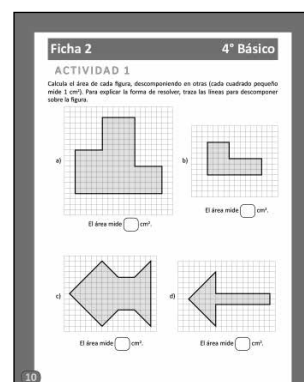 Ficha 2 4° Básico
ACTIVIDAD 1
Calcula el área de cada figura, descomponiendo en otras (cada cuadrado pequeño
mide 1 cm²). Para explicar la forma de resolver, traza las líneas para descomponer
sobre la figura.
a)
b)
El área mide cm².
El área mide cm².
c)
d)
El área mide cm².
El área mide cm².
10